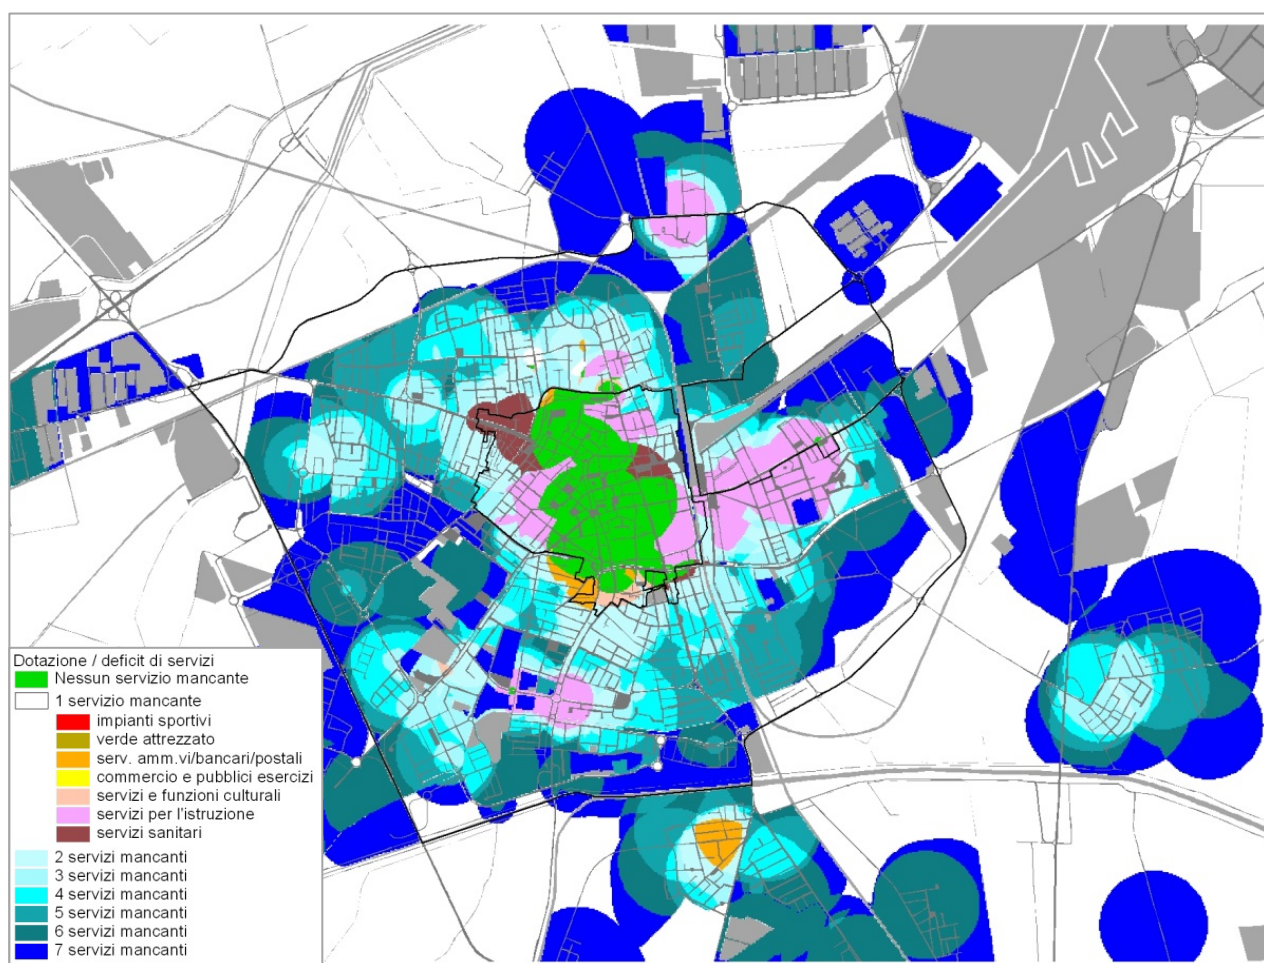 Dotazione / deficit di servizi
Nessun servizio mancante
1 servizio mancante
impianti sportivi
verde attrezzato
serv. amm.vi/bancari/postali
commercio e pubblici esercizi
servizi e funzioni culturali
servizi per l'istruzione
servizi sanitari
2 servizi mancanti
3 servizi mancanti
4 servizi mancanti
5 servizi mancanti
6 servizi mancanti
7 servizi mancanti